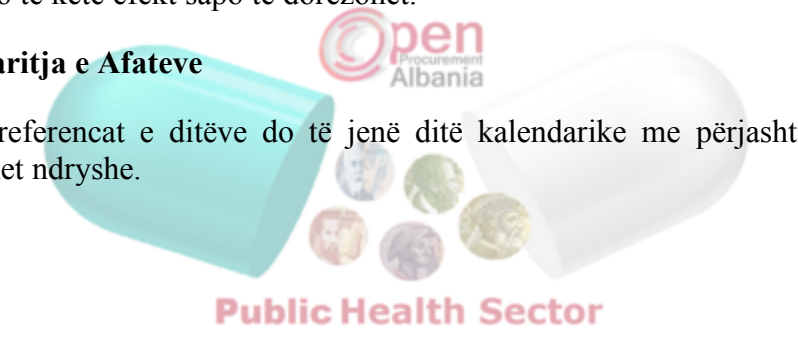 të ketë efekt sapo të dorëzohet.
Open
Procurement
Albania
aritja e Afateve
referencat e ditëve do të jenë ditë kalendarike me përjasht
et ndryshe.
Public Health Sector